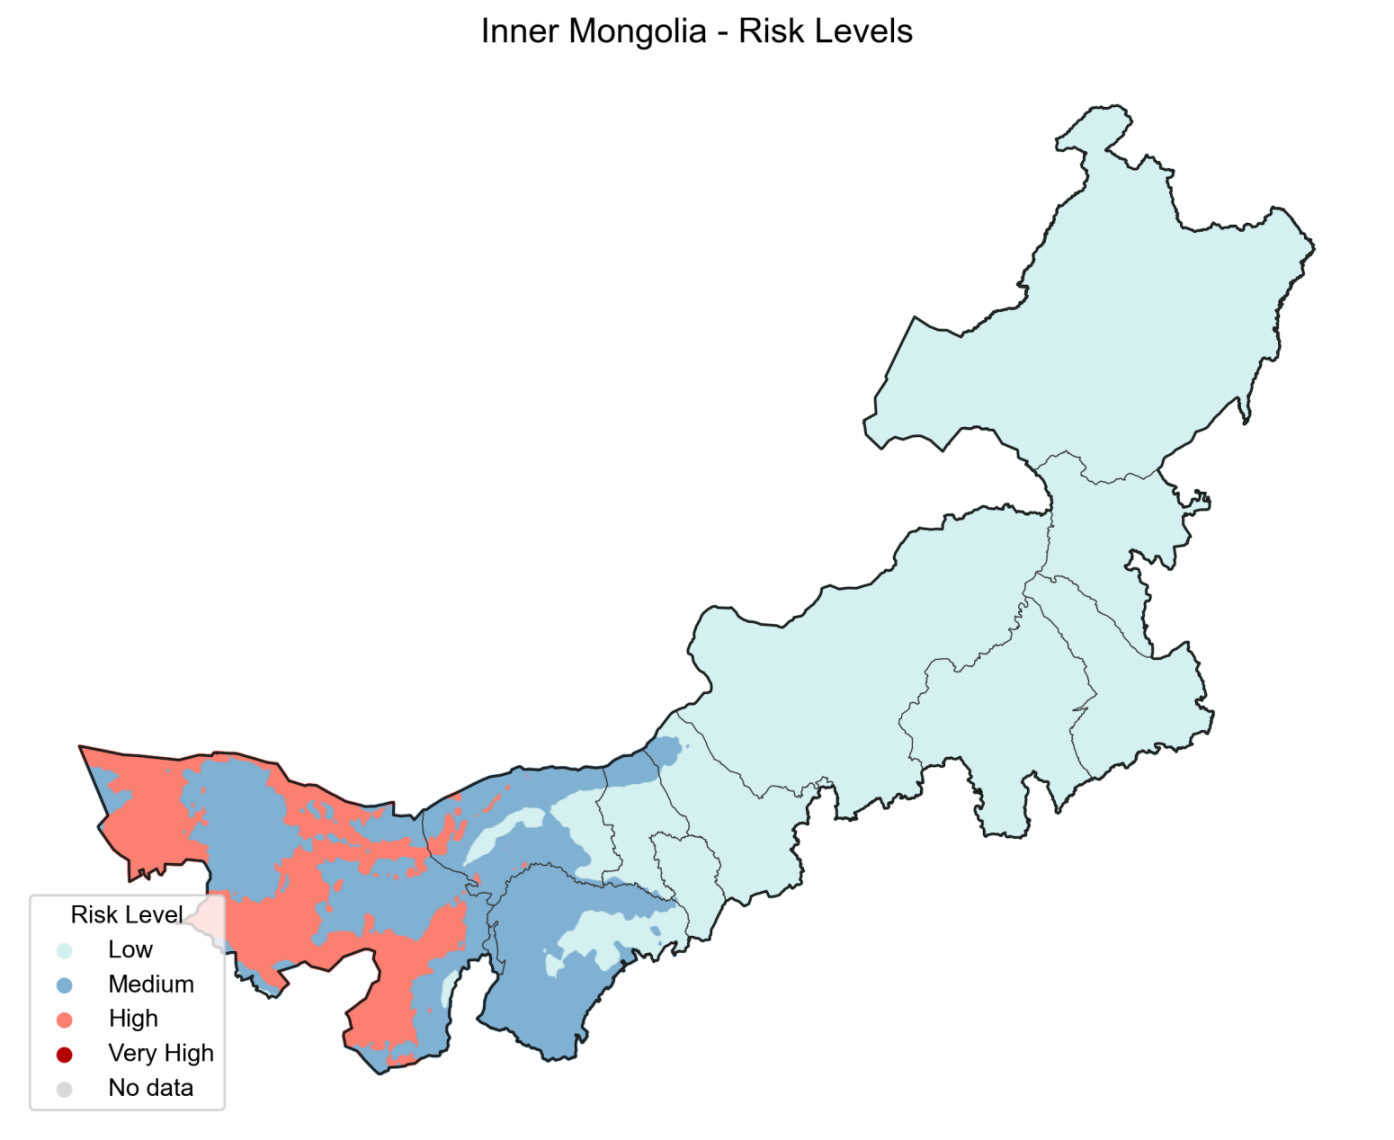 Inner Mongolia - Risk Levels
Risk Level
Low
Medium
High
Very High
No data